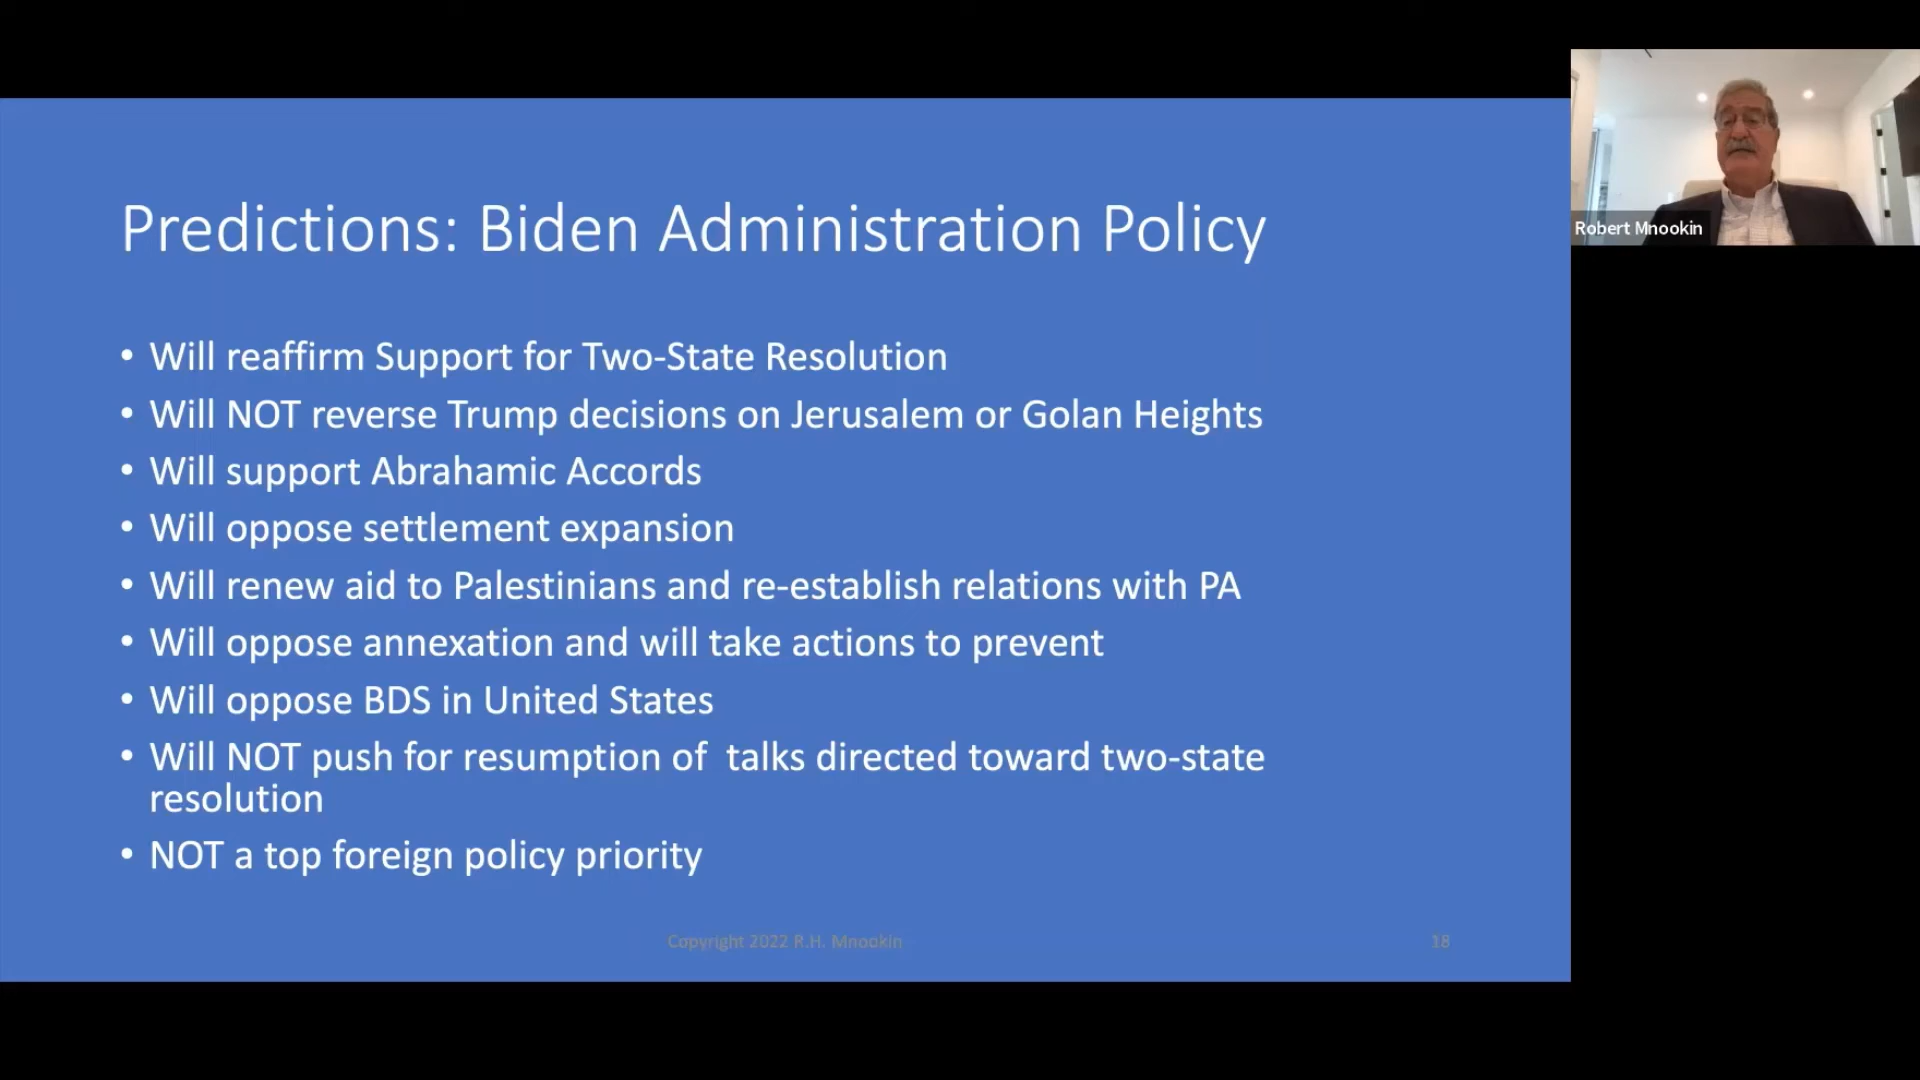 Predictions: Biden Administration Policy
• Will reaffirm Support for Two-State Resolution
• Will NOT reverse Trump decisions on Jerusalem or Golan Heights
• Will support Abrahamic Accords
• Will oppose settlement expansion
• Will renew aid to Palestinians and re-establish relations with PA
• Will oppose annexation and will take actions to prevent
• Will oppose BDS in United States
• Will NOT push for resumption of  talks directed toward two-state
resolution
• NOT a top foreign policy priority
Copyright 2022 R.H. Mnookin
18
Robert Mnookin